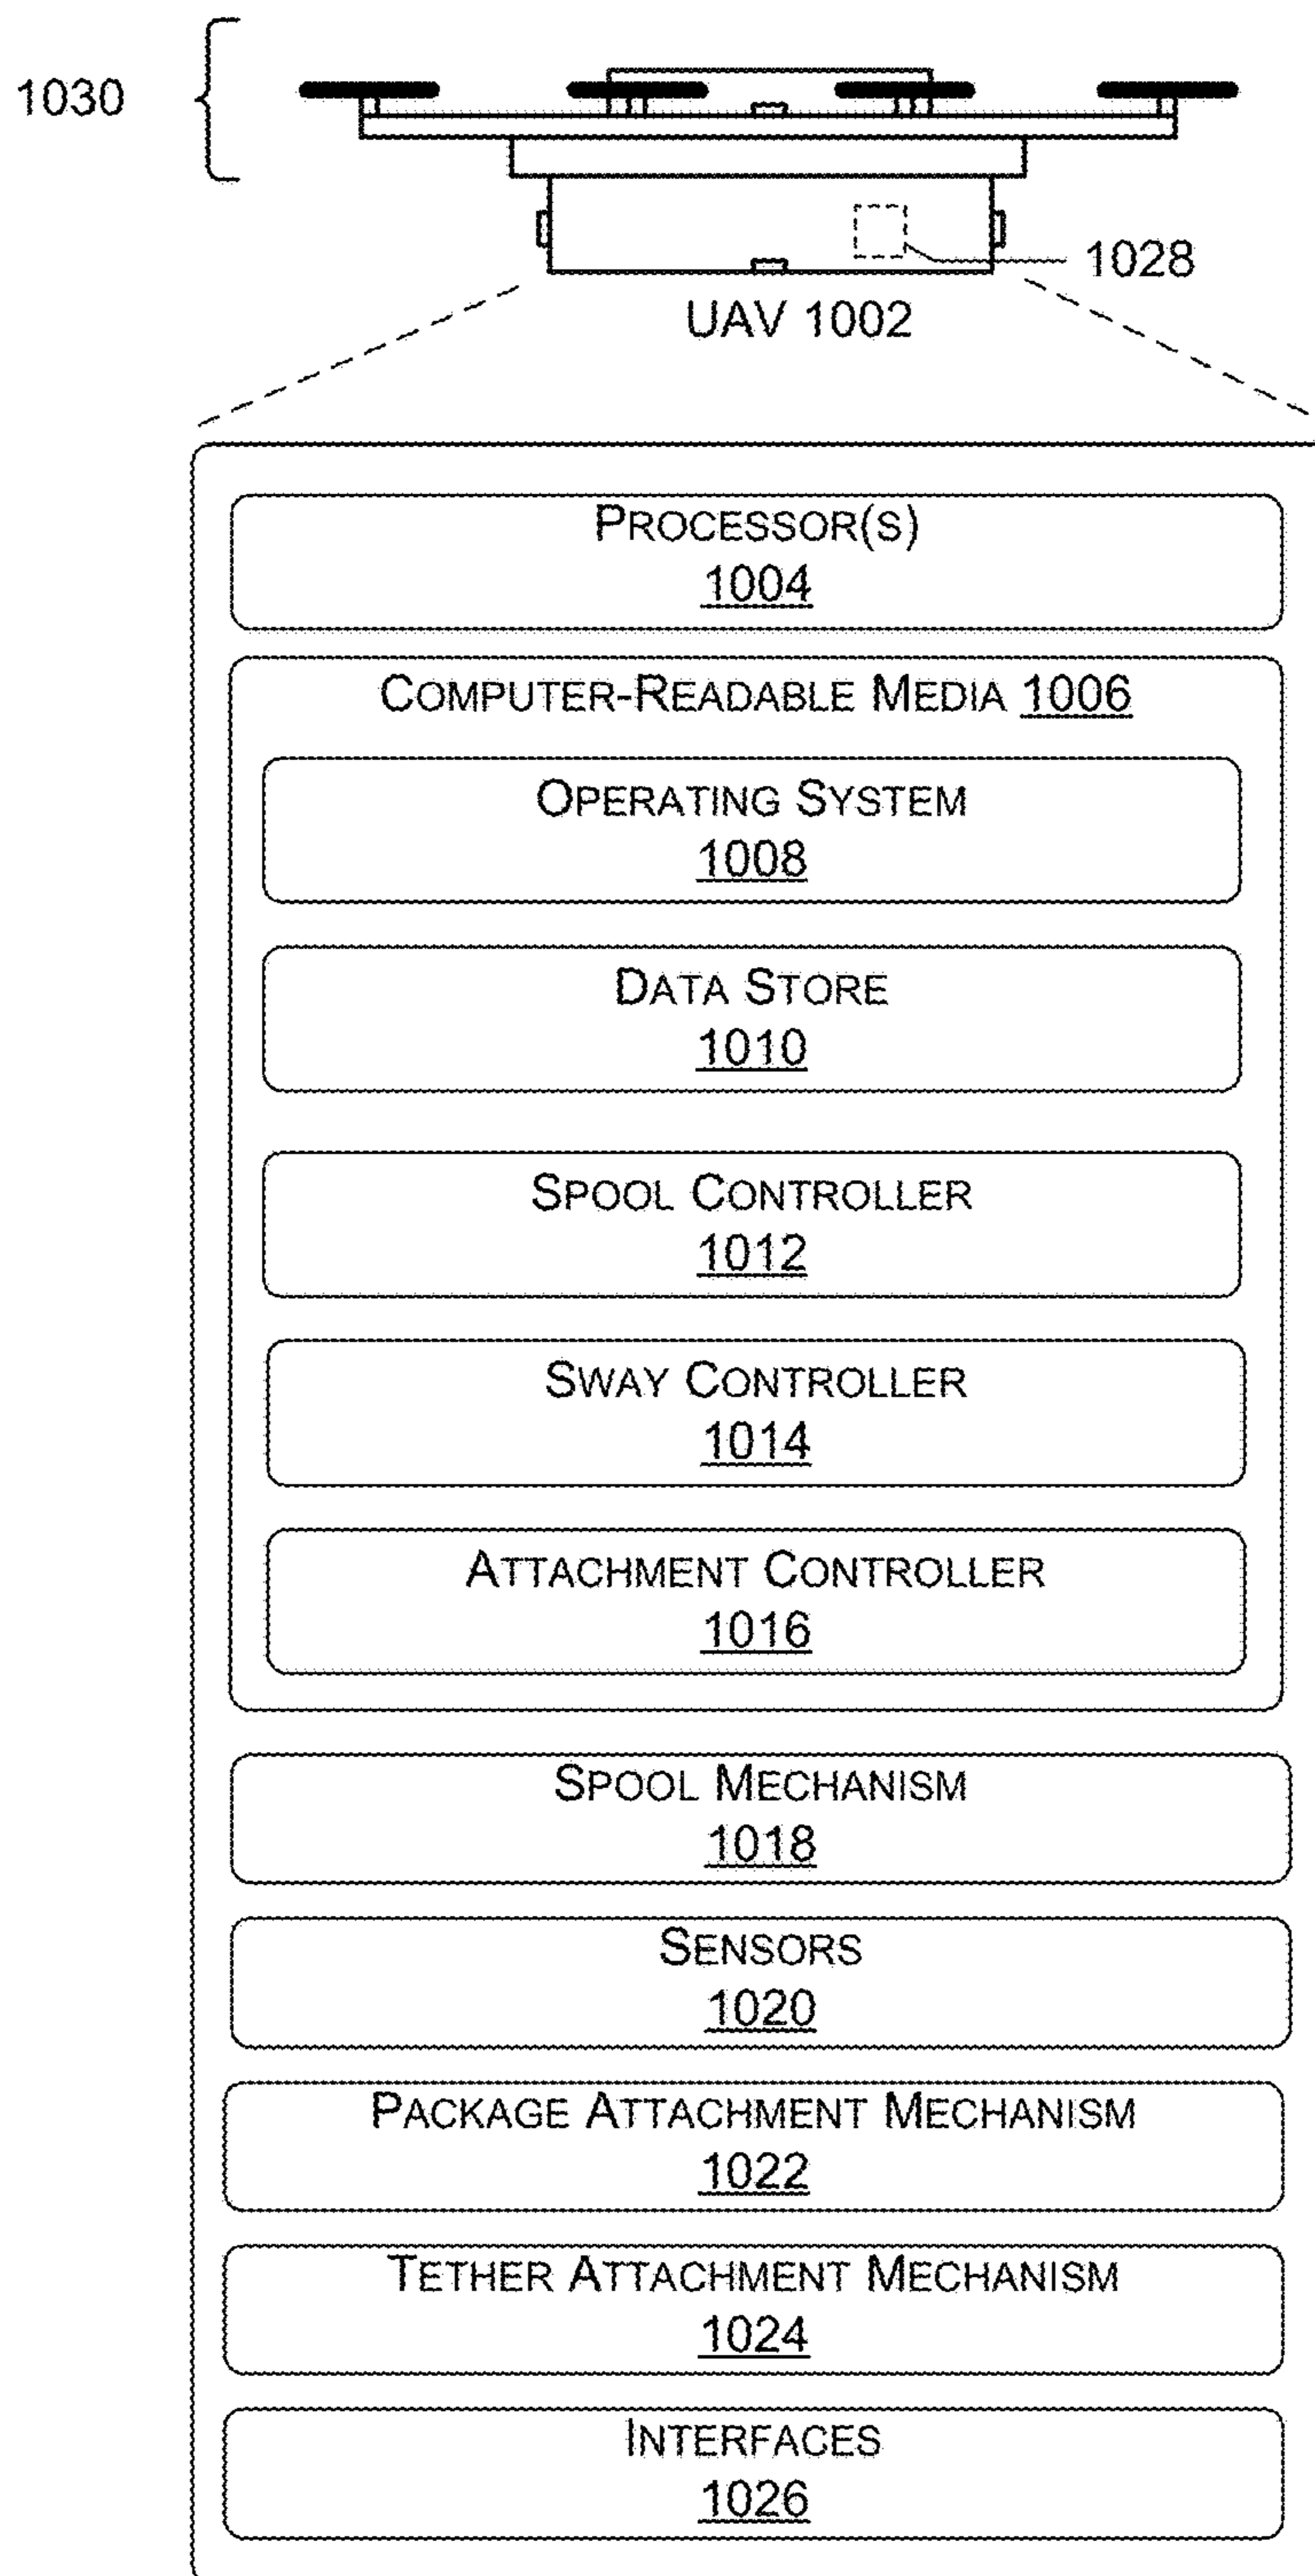 1030
1028
UAV 1002
PROCESSOR(S)
1004
COMPUTER-READABLE MEDIA 1006
OPERATING SYSTEM
1008
DATA STORE
1010
SPOOL CONTROLLER
1012
SWAY CONTROLLER
1014
ATTACHMENT CONTROLLER
1016
SPOOL MECHANISM
1018
SENSORS
1020
PACKAGE ATTACHMENT MECHANISM
1022
TETHER ATTACHMENT MECHANISM
1024
INTERFACES
1026